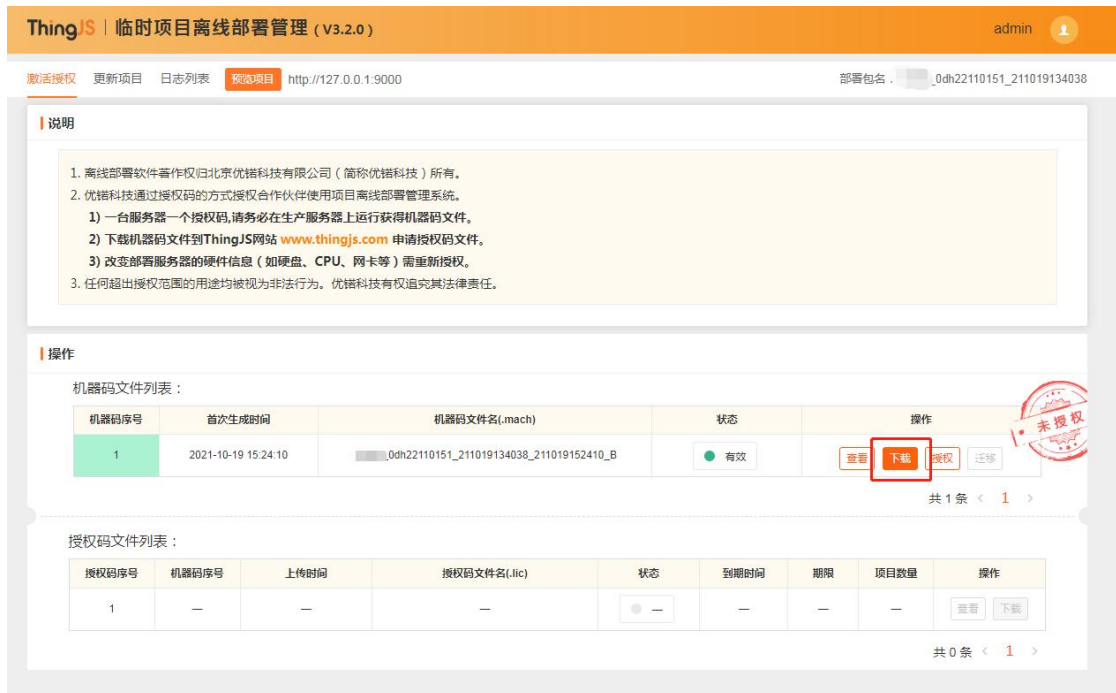 ThingJS | 临时项目离线部署管理 ( V3.2.0 )
admin
激活授权 更新项目 日志列表 预览项目 http://127.0.0.1:9000
部署包名： _0dh22110151_211019134038
说明
1. 离线部署软件著作权归北京优锘科技有限公司（简称优锘科技）所有。
2. 优锘科技通过授权码的方式授权合作伙伴使用项目离线部署管理系统。
1) 一台服务器一个授权码,请务必在生产服务器上运行获得机器码文件。
2) 下载机器码文件到ThingJS网站 www.thingjs.com 申请授权码文件。
3) 改变部署服务器的硬件信息（如硬盘、CPU、网卡等）需重新授权。
3. 任何超出授权范围的用途均被视为非法行为。优锘科技有权追究其法律责任。
操作
机器码文件列表：
机器码序号 首次生成时间 机器码文件名(.mach) 状态 操作
未授权
1 2021-10-19 15:24:10 _0dh22110151_211019134038_211019152410_B 有效 查看 下载 授权 迁移
共 1 条 < 1 >
授权码文件列表：
授权码序号 机器码序号 上传时间 授权码文件名(.lic) 状态 到期时间 期限 项目数量 操作
1 — — — — — — — 查看 下载
共 0 条 < 1 >